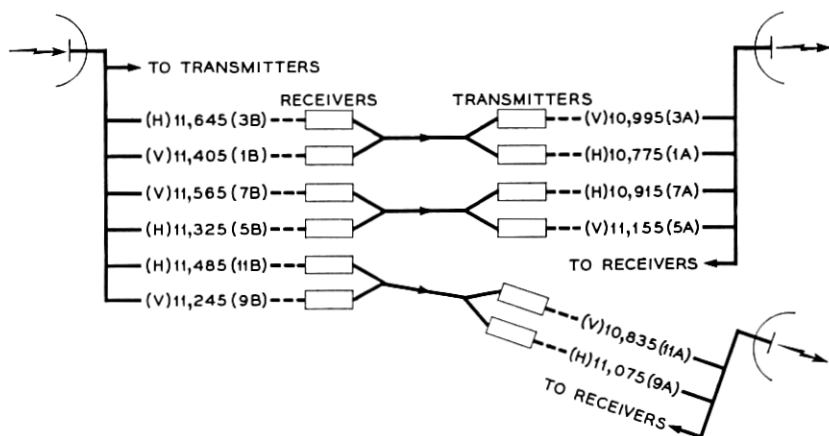 TO TRANSMITTERS
RECEIVERS
TRANSMITTERS
(H)11,645(3B)
(V)10,995(3A)
(V)11,405(1B)
(H)10,775(1A)
(V)11,565(7B)
(H)10,915(7A)
(H)11,325(5B)
(V)11,155(5A)
(H)11,485(11B)
TO RECEIVERS
(V)11,245(9B)
(V)10,835(11A)
(H)11,075(9A)
TO RECEIVERS